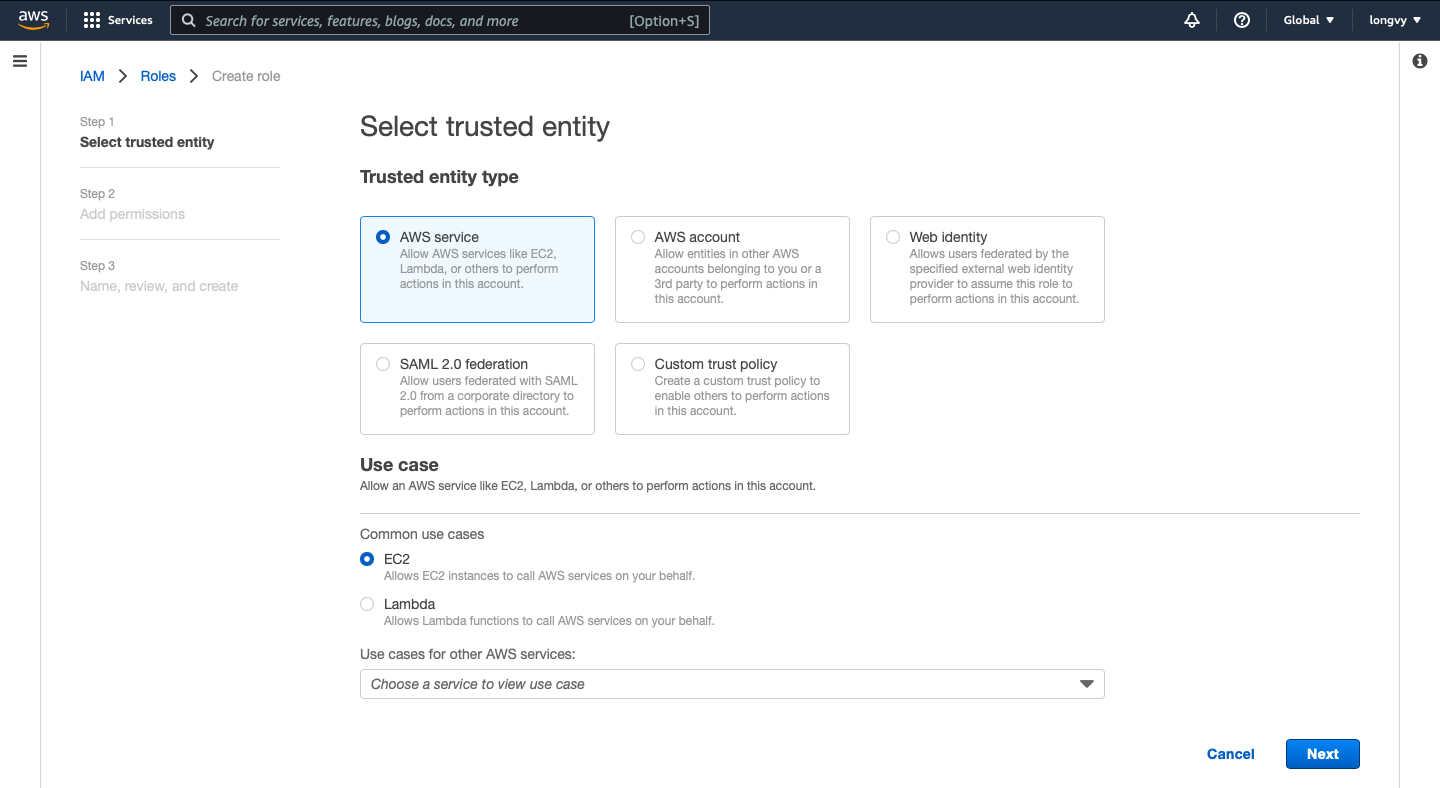 aws
Services
Search for services, features, blogs, docs, and more [Option+S]
Global
longvy
IAM > Roles > Create role
Step 1
Select trusted entity
Step 2
Add permissions
Step 3
Name, review, and create
Select trusted entity
Trusted entity type
AWS service
Allow AWS services like EC2,
Lambda, or others to perform
actions in this account.
AWS account
Allow entities in other AWS
accounts belonging to you or a
3rd party to perform actions in
this account.
Web identity
Allows users federated by the
specified external web identity
provider to assume this role to
perform actions in this account.
SAML 2.0 federation
Allow users federated with SAML
2.0 from a corporate directory to
perform actions in this account.
Custom trust policy
Create a custom trust policy to
enable others to perform actions
in this account.
Use case
Allow an AWS service like EC2, Lambda, or others to perform actions in this account.
Common use cases
EC2
Allows EC2 instances to call AWS services on your behalf.
Lambda
Allows Lambda functions to call AWS services on your behalf.
Use cases for other AWS services:
Choose a service to view use case
Cancel
Next